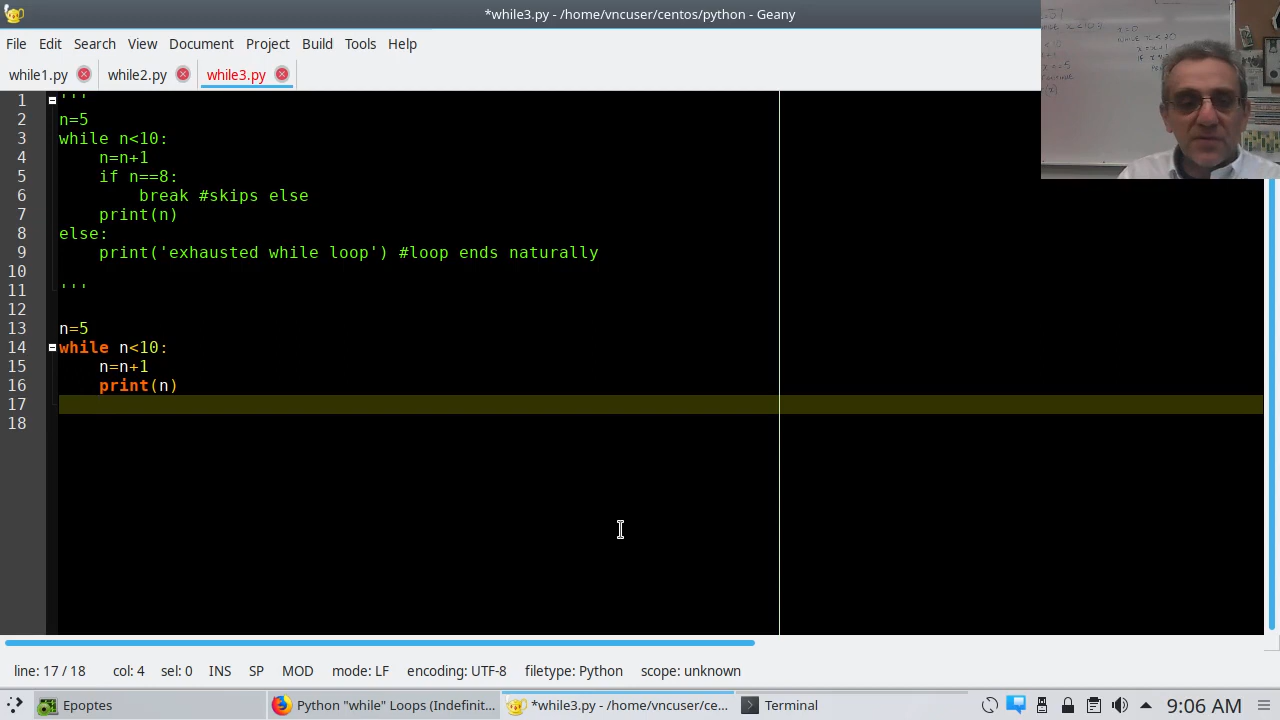 *while3.py - /home/vncuser/centos/python - Geany
File Edit Search View Document Project Build Tools Help
while1.py while2.py while3.py
1 '''
2 n=5
3 while n<10:
4 n=n+1
5 if n==8:
6 break #skips else
7 print(n)
8 else:
9 print('exhausted while loop') #loop ends naturally
10
11 '''
12
13 n=5
14 while n<10:
15 n=n+1
16 print(n)
17
18
line: 17 / 18 col: 4 sel: 0 INS SP MOD mode: LF encoding: UTF-8 filetype: Python scope: unknown
Epoptes Python "while" Loops (Indefinit... *while3.py - /home/vncuser/ce... Terminal 9:06 AM